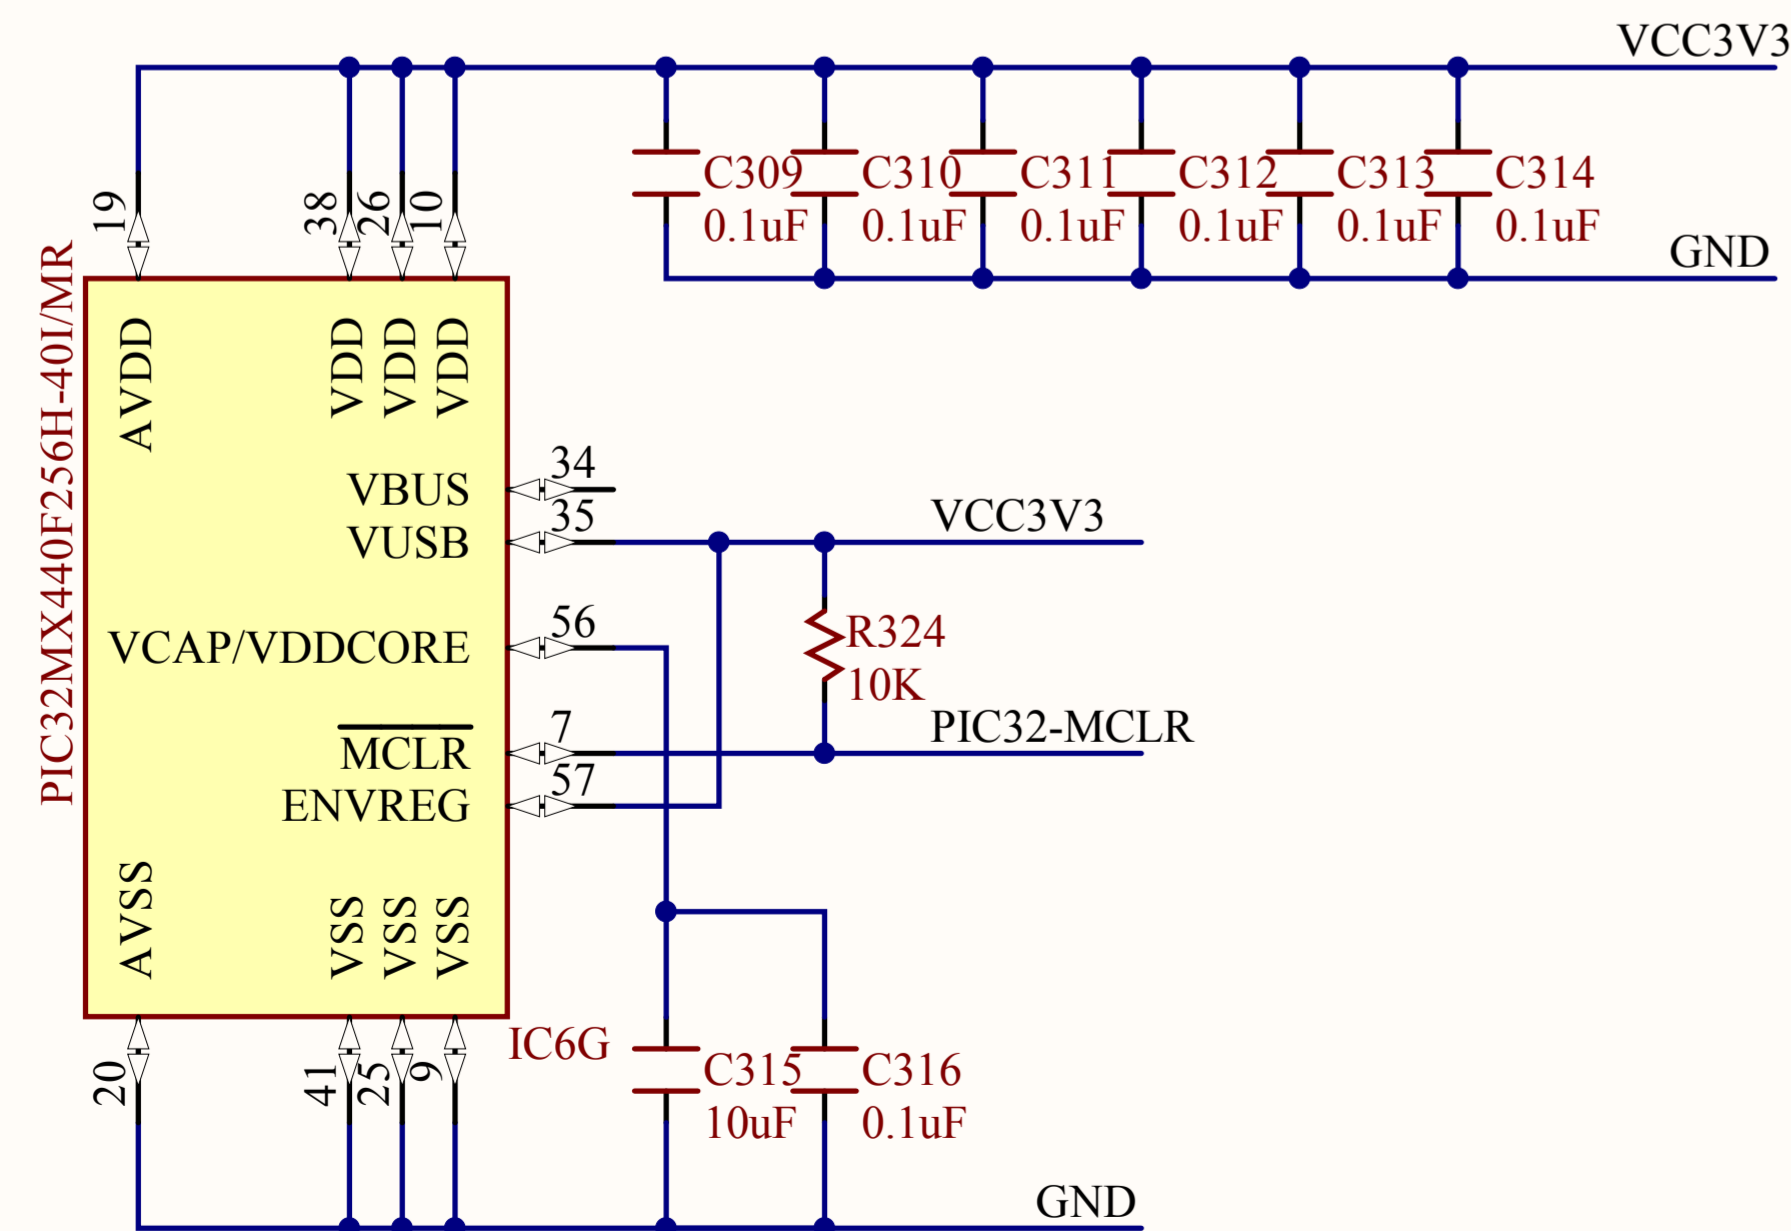 VCC3V3
C309
0.1uF
C310
0.1uF
C311
0.1uF
C312
0.1uF
C313
0.1uF
C314
0.1uF
GND
19
38
26
10
PIC32MX440F256H-40I/MR
AVDD
VDD
VDD
VDD
VBUS
34
VUSB
35
VCC3V3
VCAP/VDDCORE
56
R324
10K
MCLR
7
PIC32-MCLR
ENVREG
57
AVSS
VSS
VSS
VSS
IC6G
20
41
25
9
C315
10uF
C316
0.1uF
GND